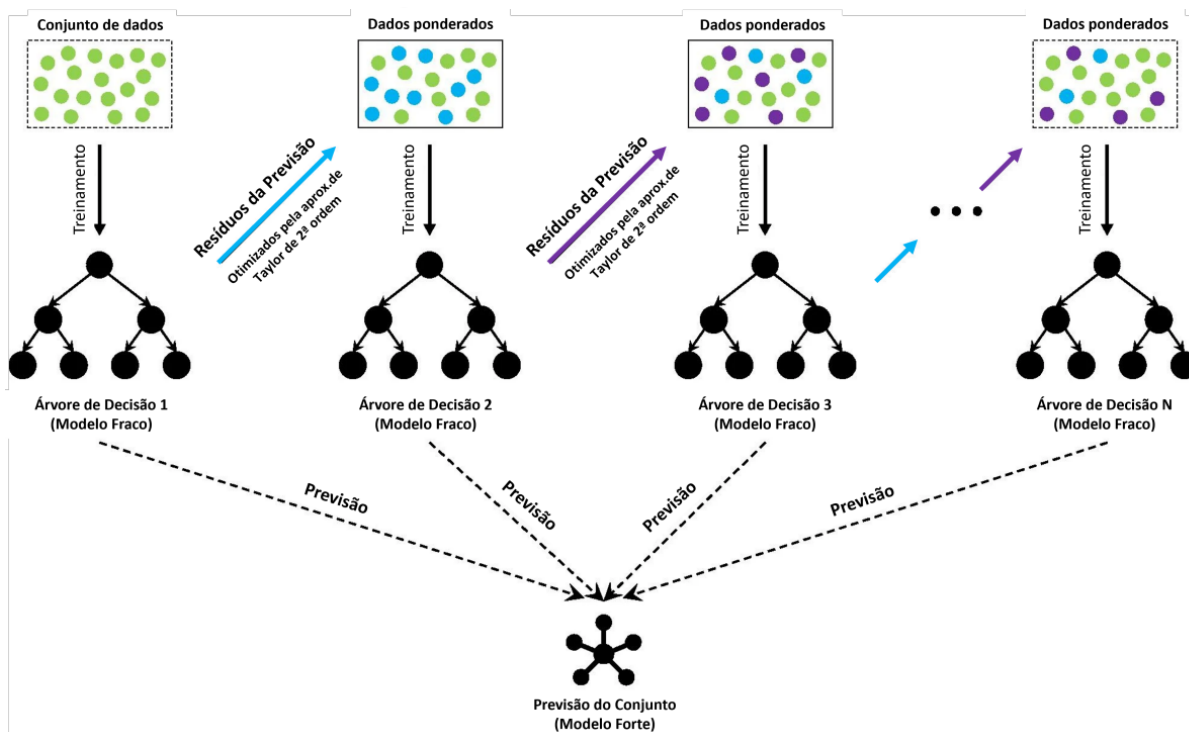 Conjunto de dados
Dados ponderados
Dados ponderados
Dados ponderados
Treinamento
Resíduos da Previsão
Otimizados pela aprox.de
Taylor de 2ª ordem
Treinamento
Resíduos da Previsão
Otimizados pela aprox.de
Taylor de 2ª ordem
Treinamento
Treinamento
Árvore de Decisão 1
(Modelo Fraco)
Árvore de Decisão 2
(Modelo Fraco)
Árvore de Decisão 3
(Modelo Fraco)
Árvore de Decisão N
(Modelo Fraco)
Previsão
Previsão
Previsão
Previsão
Previsão do Conjunto
(Modelo Forte)